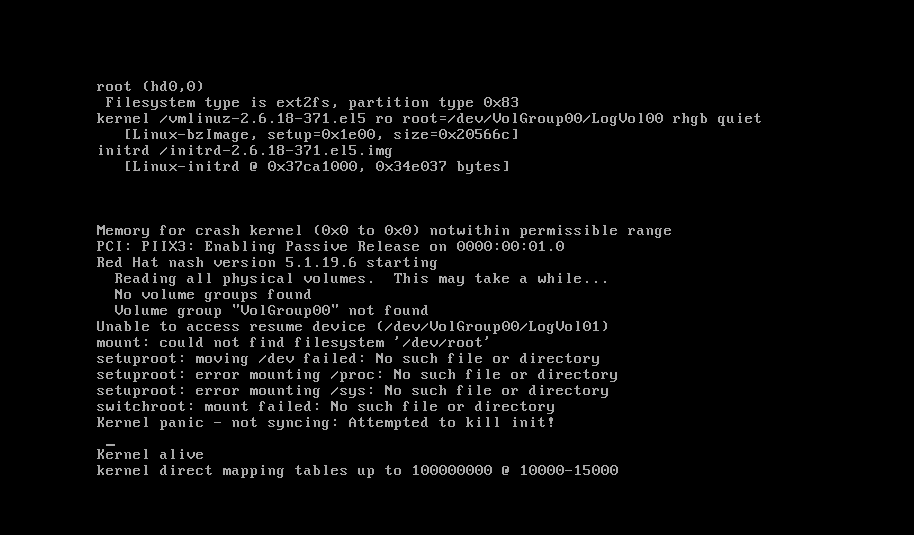 root (hd0,0)
 Filesystem type is ext2fs, partition type 0x83
kernel /vmlinuz-2.6.18-371.el5 ro root=/dev/VolGroup00/LogVol00 rhgb quiet
   [Linux-bzImage, setup=0x1e00, size=0x20566c]
initrd /initrd-2.6.18-371.el5.img
   [Linux-initrd @ 0x37ca1000, 0x34e037 bytes]
Memory for crash kernel (0x0 to 0x0) notwithin permissible range
PCI: PIIX3: Enabling Passive Release on 0000:00:01.0
Red Hat nash version 5.1.19.6 starting
  Reading all physical volumes.  This may take a while...
  No volume groups found
  Volume group "VolGroup00" not found
Unable to access resume device (/dev/VolGroup00/LogVol01)
mount: could not find filesystem '/dev/root'
setuproot: moving /dev failed: No such file or directory
setuproot: error mounting /proc: No such file or directory
setuproot: error mounting /sys: No such file or directory
switchroot: mount failed: No such file or directory
Kernel panic - not syncing: Attempted to kill init!
 _
Kernel alive
kernel direct mapping tables up to 100000000 @ 10000-15000